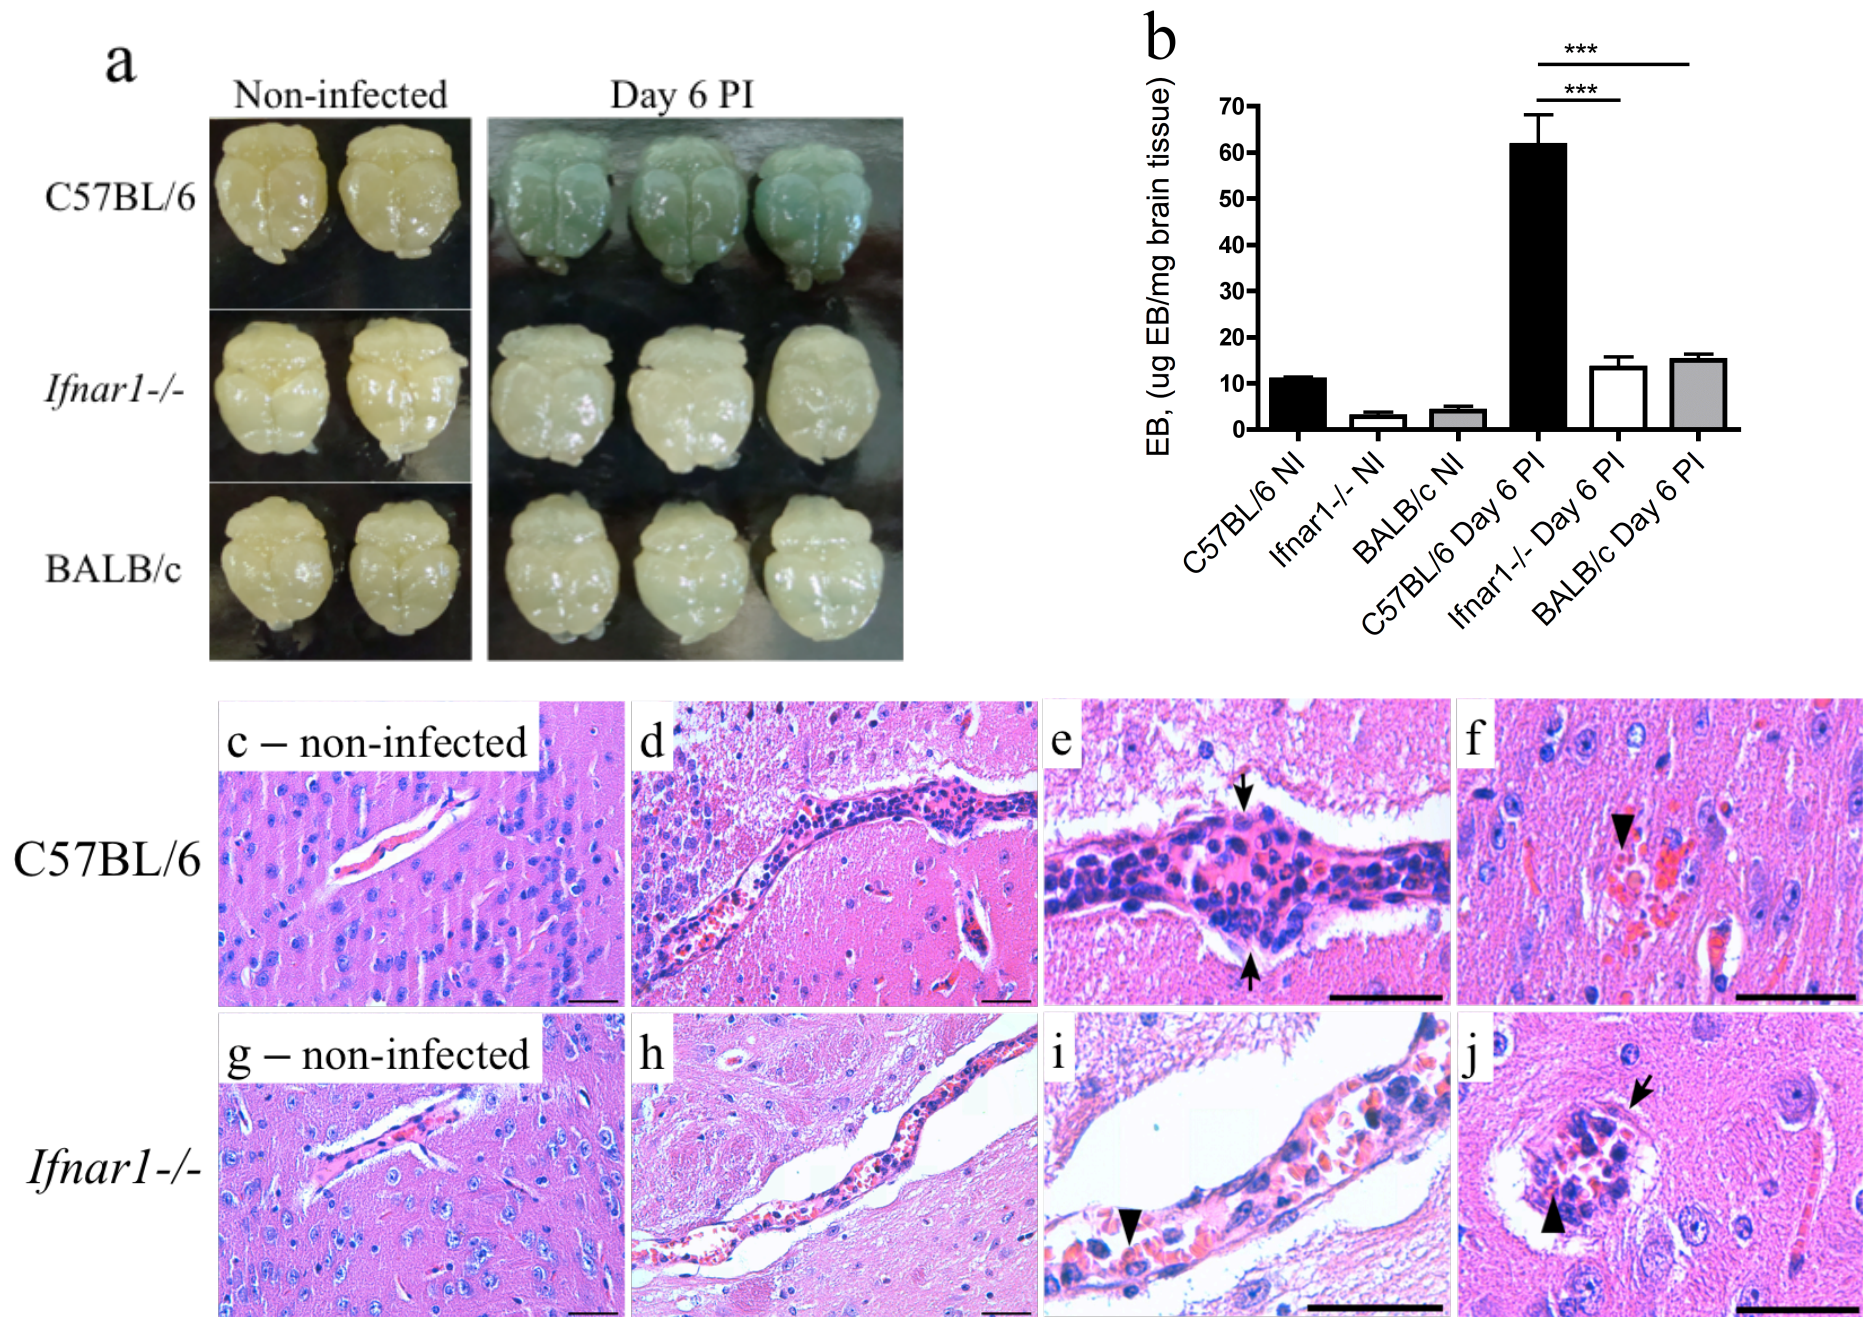 a
Non-infected
Day 6 PI
C57BL/6
Ifnar1-/-
BALB/c
b
***
***
EB, (ug EB/mg brain tissue)
70
60
50
40
30
20
10
0
C57BL/6 NI
Ifnar1-/- NI
BALB/c NI
C57BL/6 Day 6 PI
Ifnar1-/- Day 6 PI
BALB/c Day 6 PI
C57BL/6
c – non-infected
d
e
f
Ifnar1-/-
g – non-infected
h
i
j